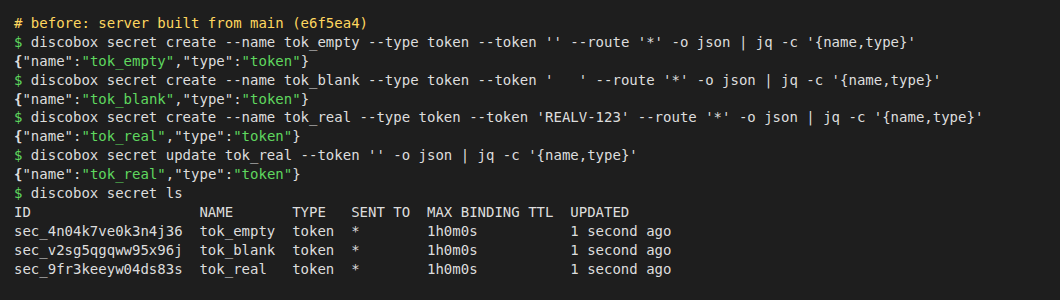 # before: server built from main (e6f5ea4)
$ discobox secret create --name tok_empty --type token --token '' --route '*' -o json | jq -c '{name,type}'
{"name":"tok_empty","type":"token"}
$ discobox secret create --name tok_blank --type token --token '   ' --route '*' -o json | jq -c '{name,type}'
{"name":"tok_blank","type":"token"}
$ discobox secret create --name tok_real --type token --token 'REALV-123' --route '*' -o json | jq -c '{name,type}'
{"name":"tok_real","type":"token"}
$ discobox secret update tok_real --token '' -o json | jq -c '{name,type}'
{"name":"tok_real","type":"token"}
$ discobox secret ls
ID                    NAME       TYPE   SENT TO  MAX BINDING TTL  UPDATED
sec_4n04k7ve0k3n4j36  tok_empty  token  *        1h0m0s           1 second ago
sec_v2sg5qgqww95x96j  tok_blank  token  *        1h0m0s           1 second ago
sec_9fr3keeyw04ds83s  tok_real   token  *        1h0m0s           1 second ago